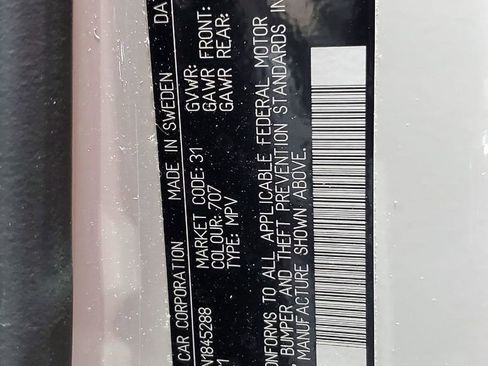 CAR CORPORATION MADE IN SWEDEN DA
GVWR:
GAWR FRONT:
GAWR REAR:
N1845288 MARKET CODE: 31
COLOUR: 707
TYPE: MPV
ONFORMS TO ALL APPLICABLE FEDERAL MOTOR
BUMPER AND THEFT PREVENTION STANDARDS IN
MANUFACTURE SHOWN ABOVE.